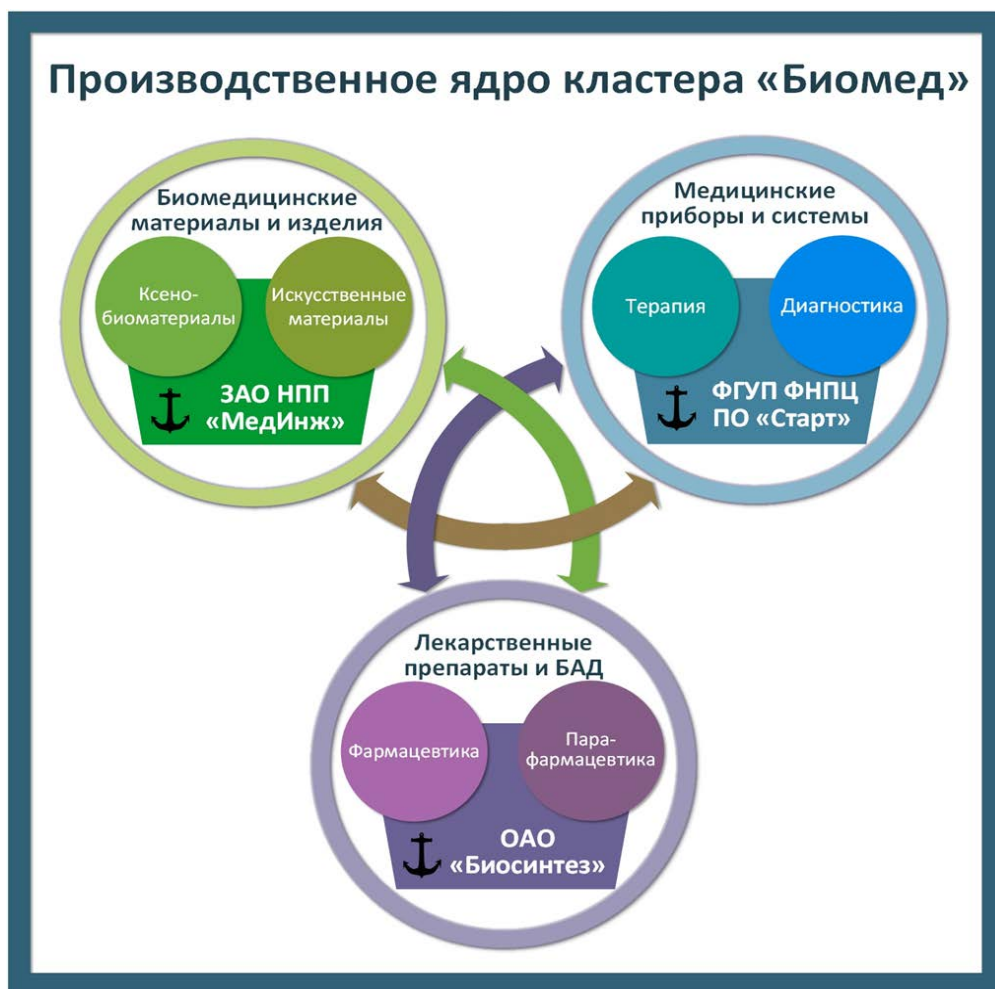 Производственное ядро кластера «Биомед»
Биомедицинские
материалы и изделия
Ксено-
биоматериалы
Искусственные
материалы
ЗАО НПП
«МедИнж»
Медицинские
приборы и системы
Терапия
Диагностика
ФГУП ФНПЦ
ПО «Старт»
Лекарственные
препараты и БАД
Фармацевтика
Пара-
фармацевтика
ОАО
«Биосинтез»